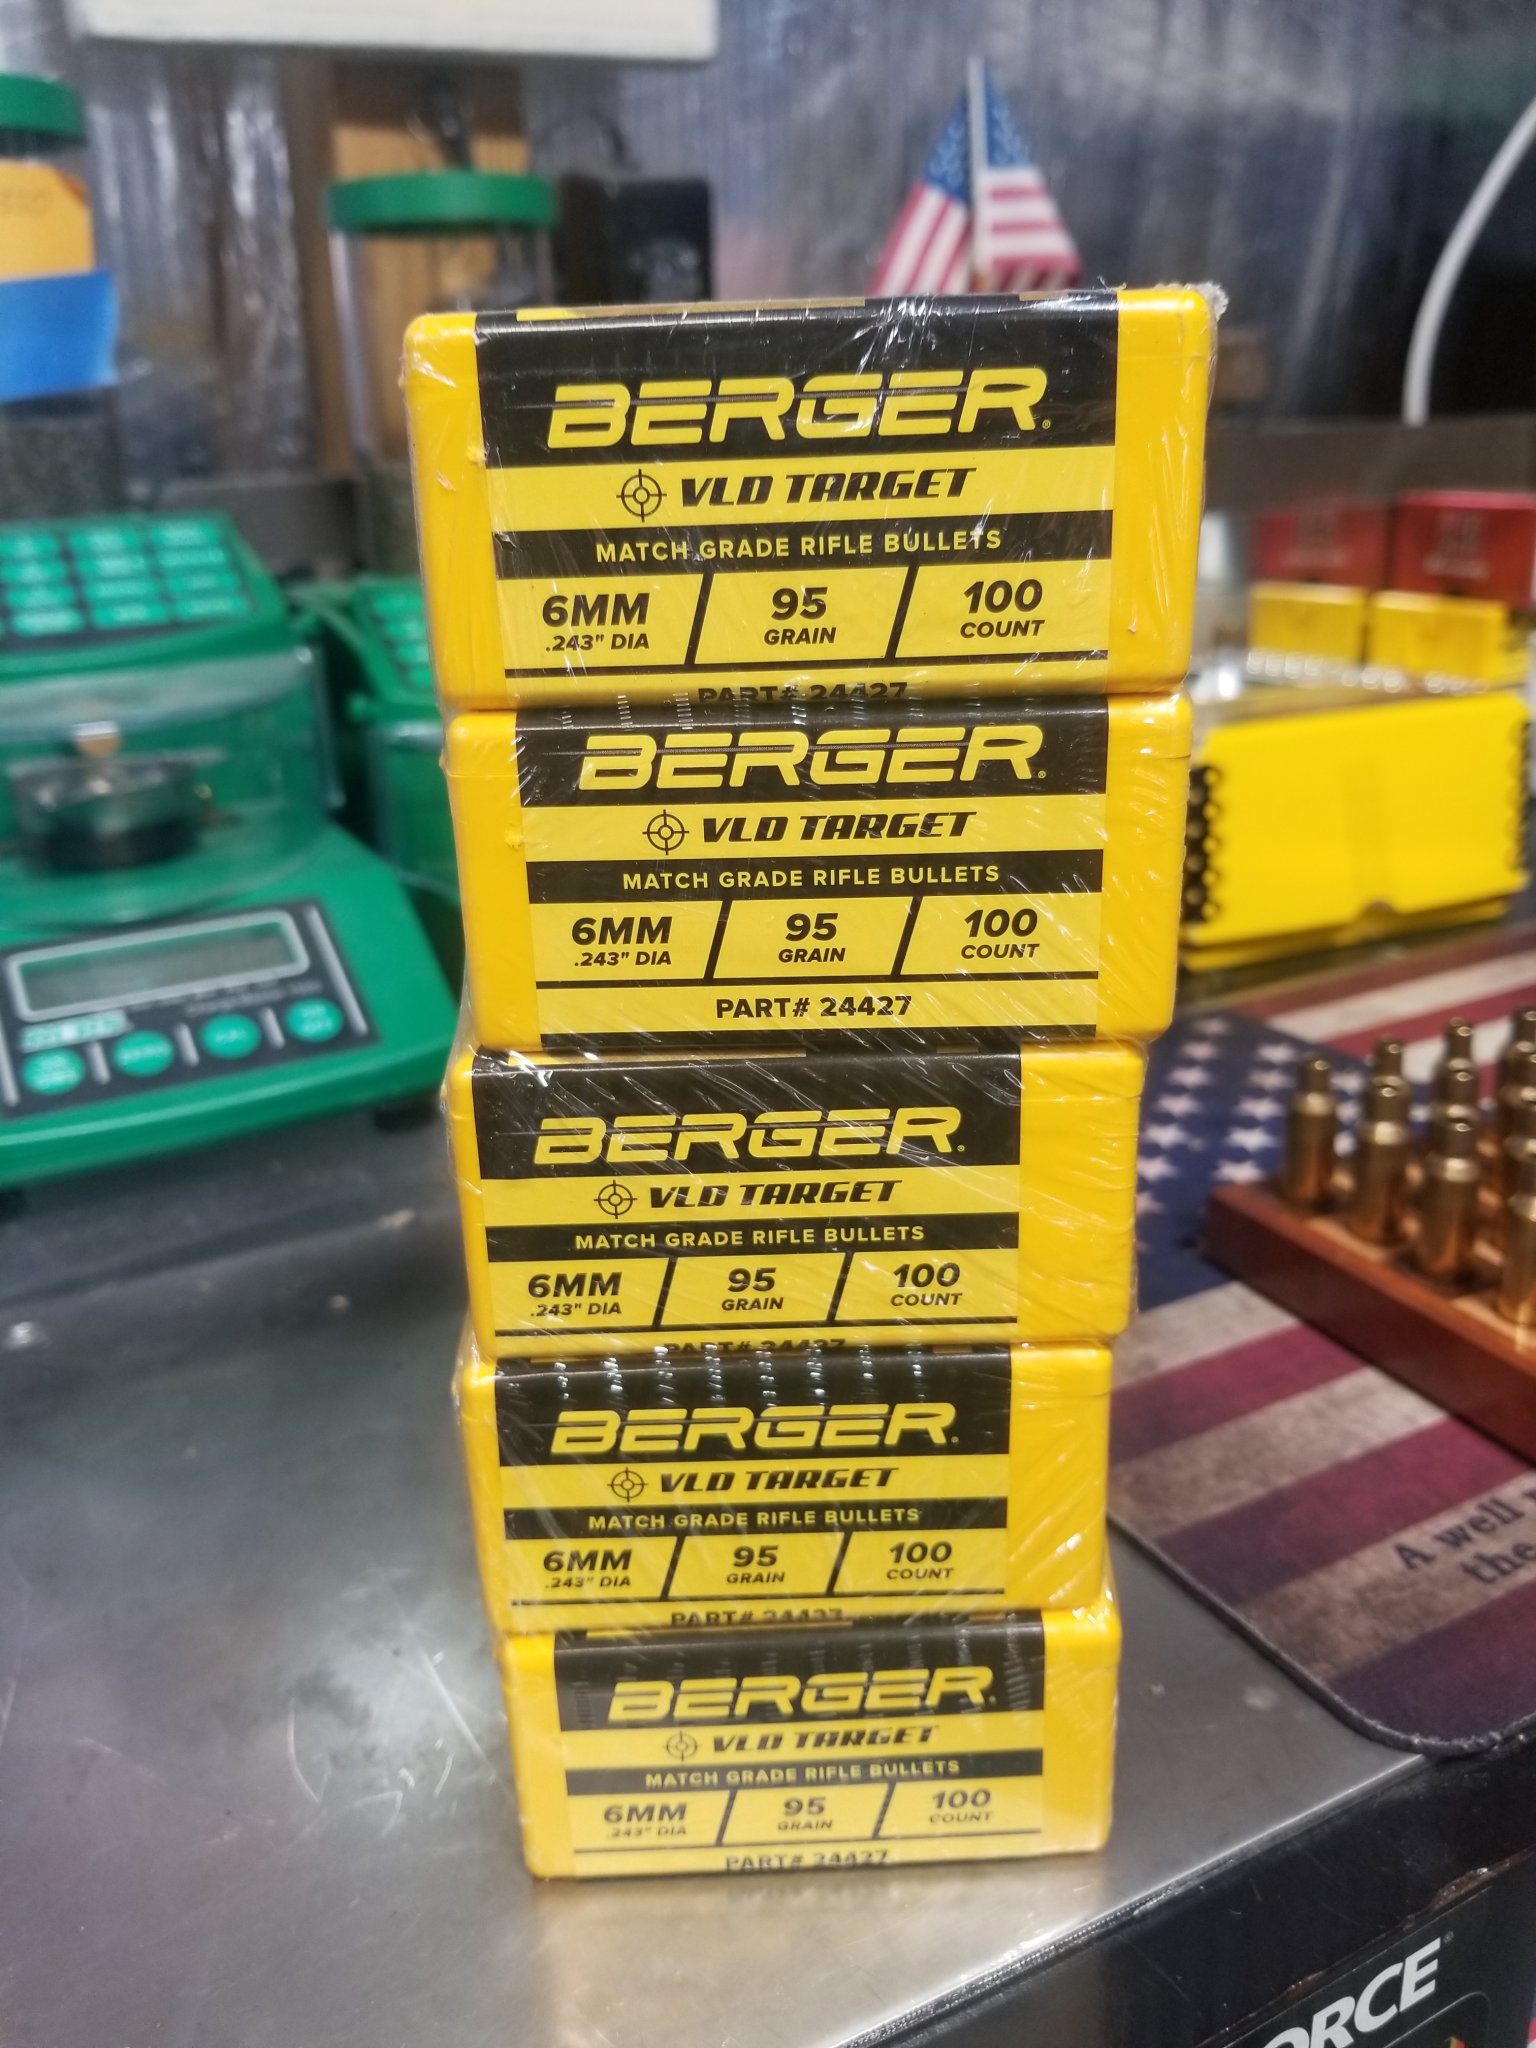 BERGER®
VLD TARGET
MATCH GRADE RIFLE BULLETS
6MM 95 100
.243" DIA GRAIN COUNT
PART# 24427
BERGER®
VLD TARGET
MATCH GRADE RIFLE BULLETS
6MM 95 100
.243" DIA GRAIN COUNT
PART# 24427
BERGER®
VLD TARGET
MATCH GRADE RIFLE BULLETS
6MM 95 100
.243" DIA GRAIN COUNT
PART# 24427
BERGER®
VLD TARGET
MATCH GRADE RIFLE BULLETS
6MM 95 100
.243" DIA GRAIN COUNT
PART#
BERGER®
VLD TARGET
MATCH GRADE RIFLE BULLETS
6MM 95 100
.243" DIA GRAIN COUNT
PART# 24427
A well
the
ORCE